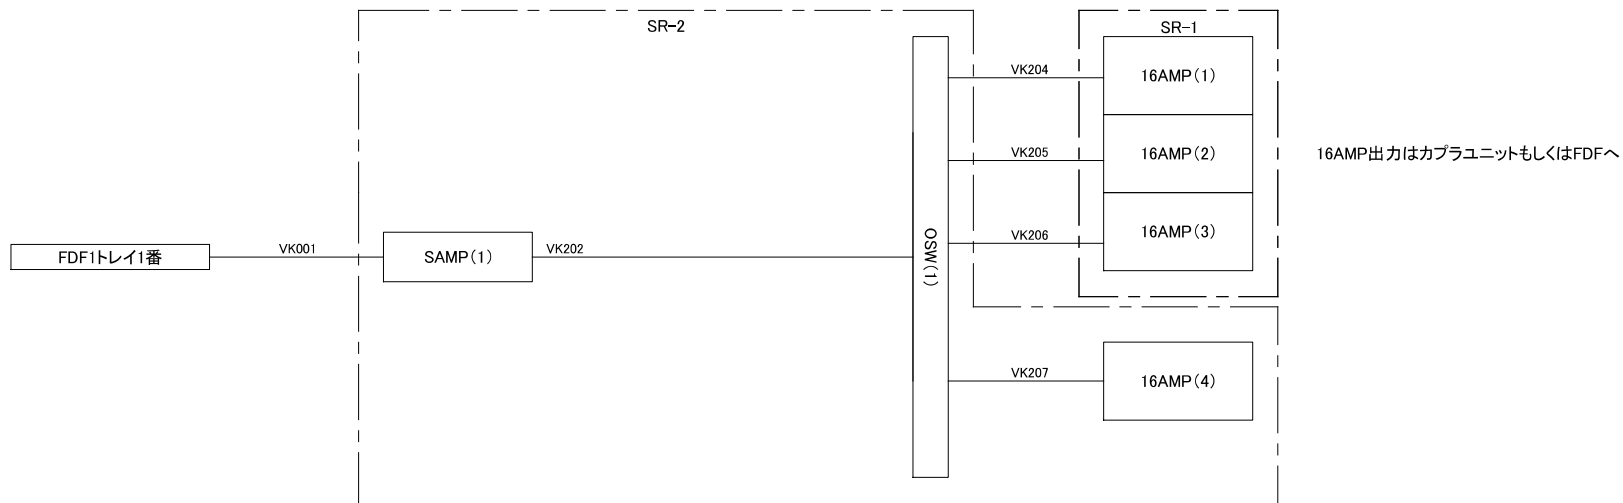 SR-2
SR-1
VK204
16AMP(1)
VK205
16AMP(2)
16AMP出力はカプラユニットもしくはFDFへ
VK206
16AMP(3)
FDF1トレイ1番
VK001
SAMP(1)
VK202
OSW(1)
VK207
16AMP(4)